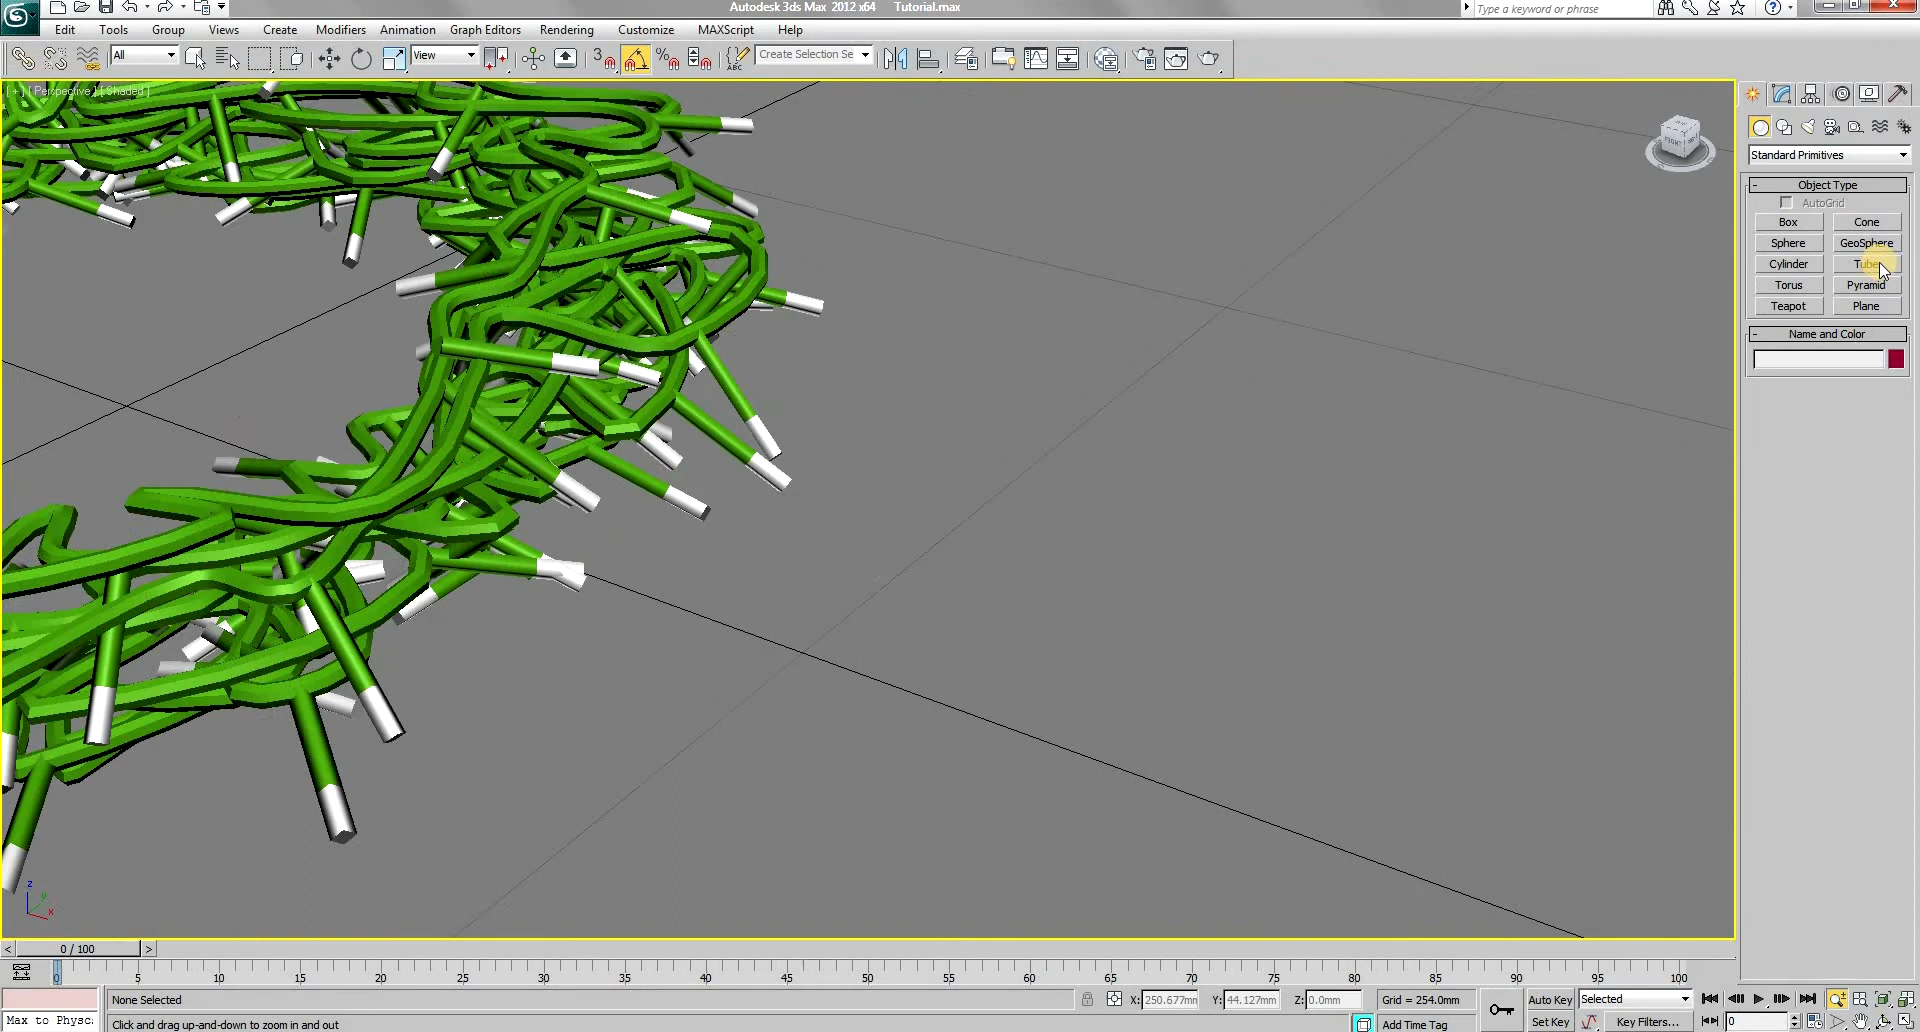 Autodesk 3ds Max 2012 x64 Tutorial.max
Type a keyword or phrase
Edit Tools Group Views Create Modifiers Animation Graph Editors Rendering Customize MAXScript Help
All View 3 ABC Create Selection Se
[ + ] [ Perspective ] [ Shaded ]
Standard Primitives
- Object Type
AutoGrid
Box Cone
Sphere GeoSphere
Cylinder Tube
Torus Pyramid
Teapot Plane
- Name and Color
z
y
x
< 0 / 100 >
0 5 10 15 20 25 30 35 40 45 50 55 60 65 70 75 80 85 90 95 100
None Selected X: 250.677mm Y: 44.127mm Z: 0.0mm Grid = 254.0mm Auto Key Selected
Max to Physc: Click and drag up-and-down to zoom in and out Add Time Tag Set Key Key Filters... 0